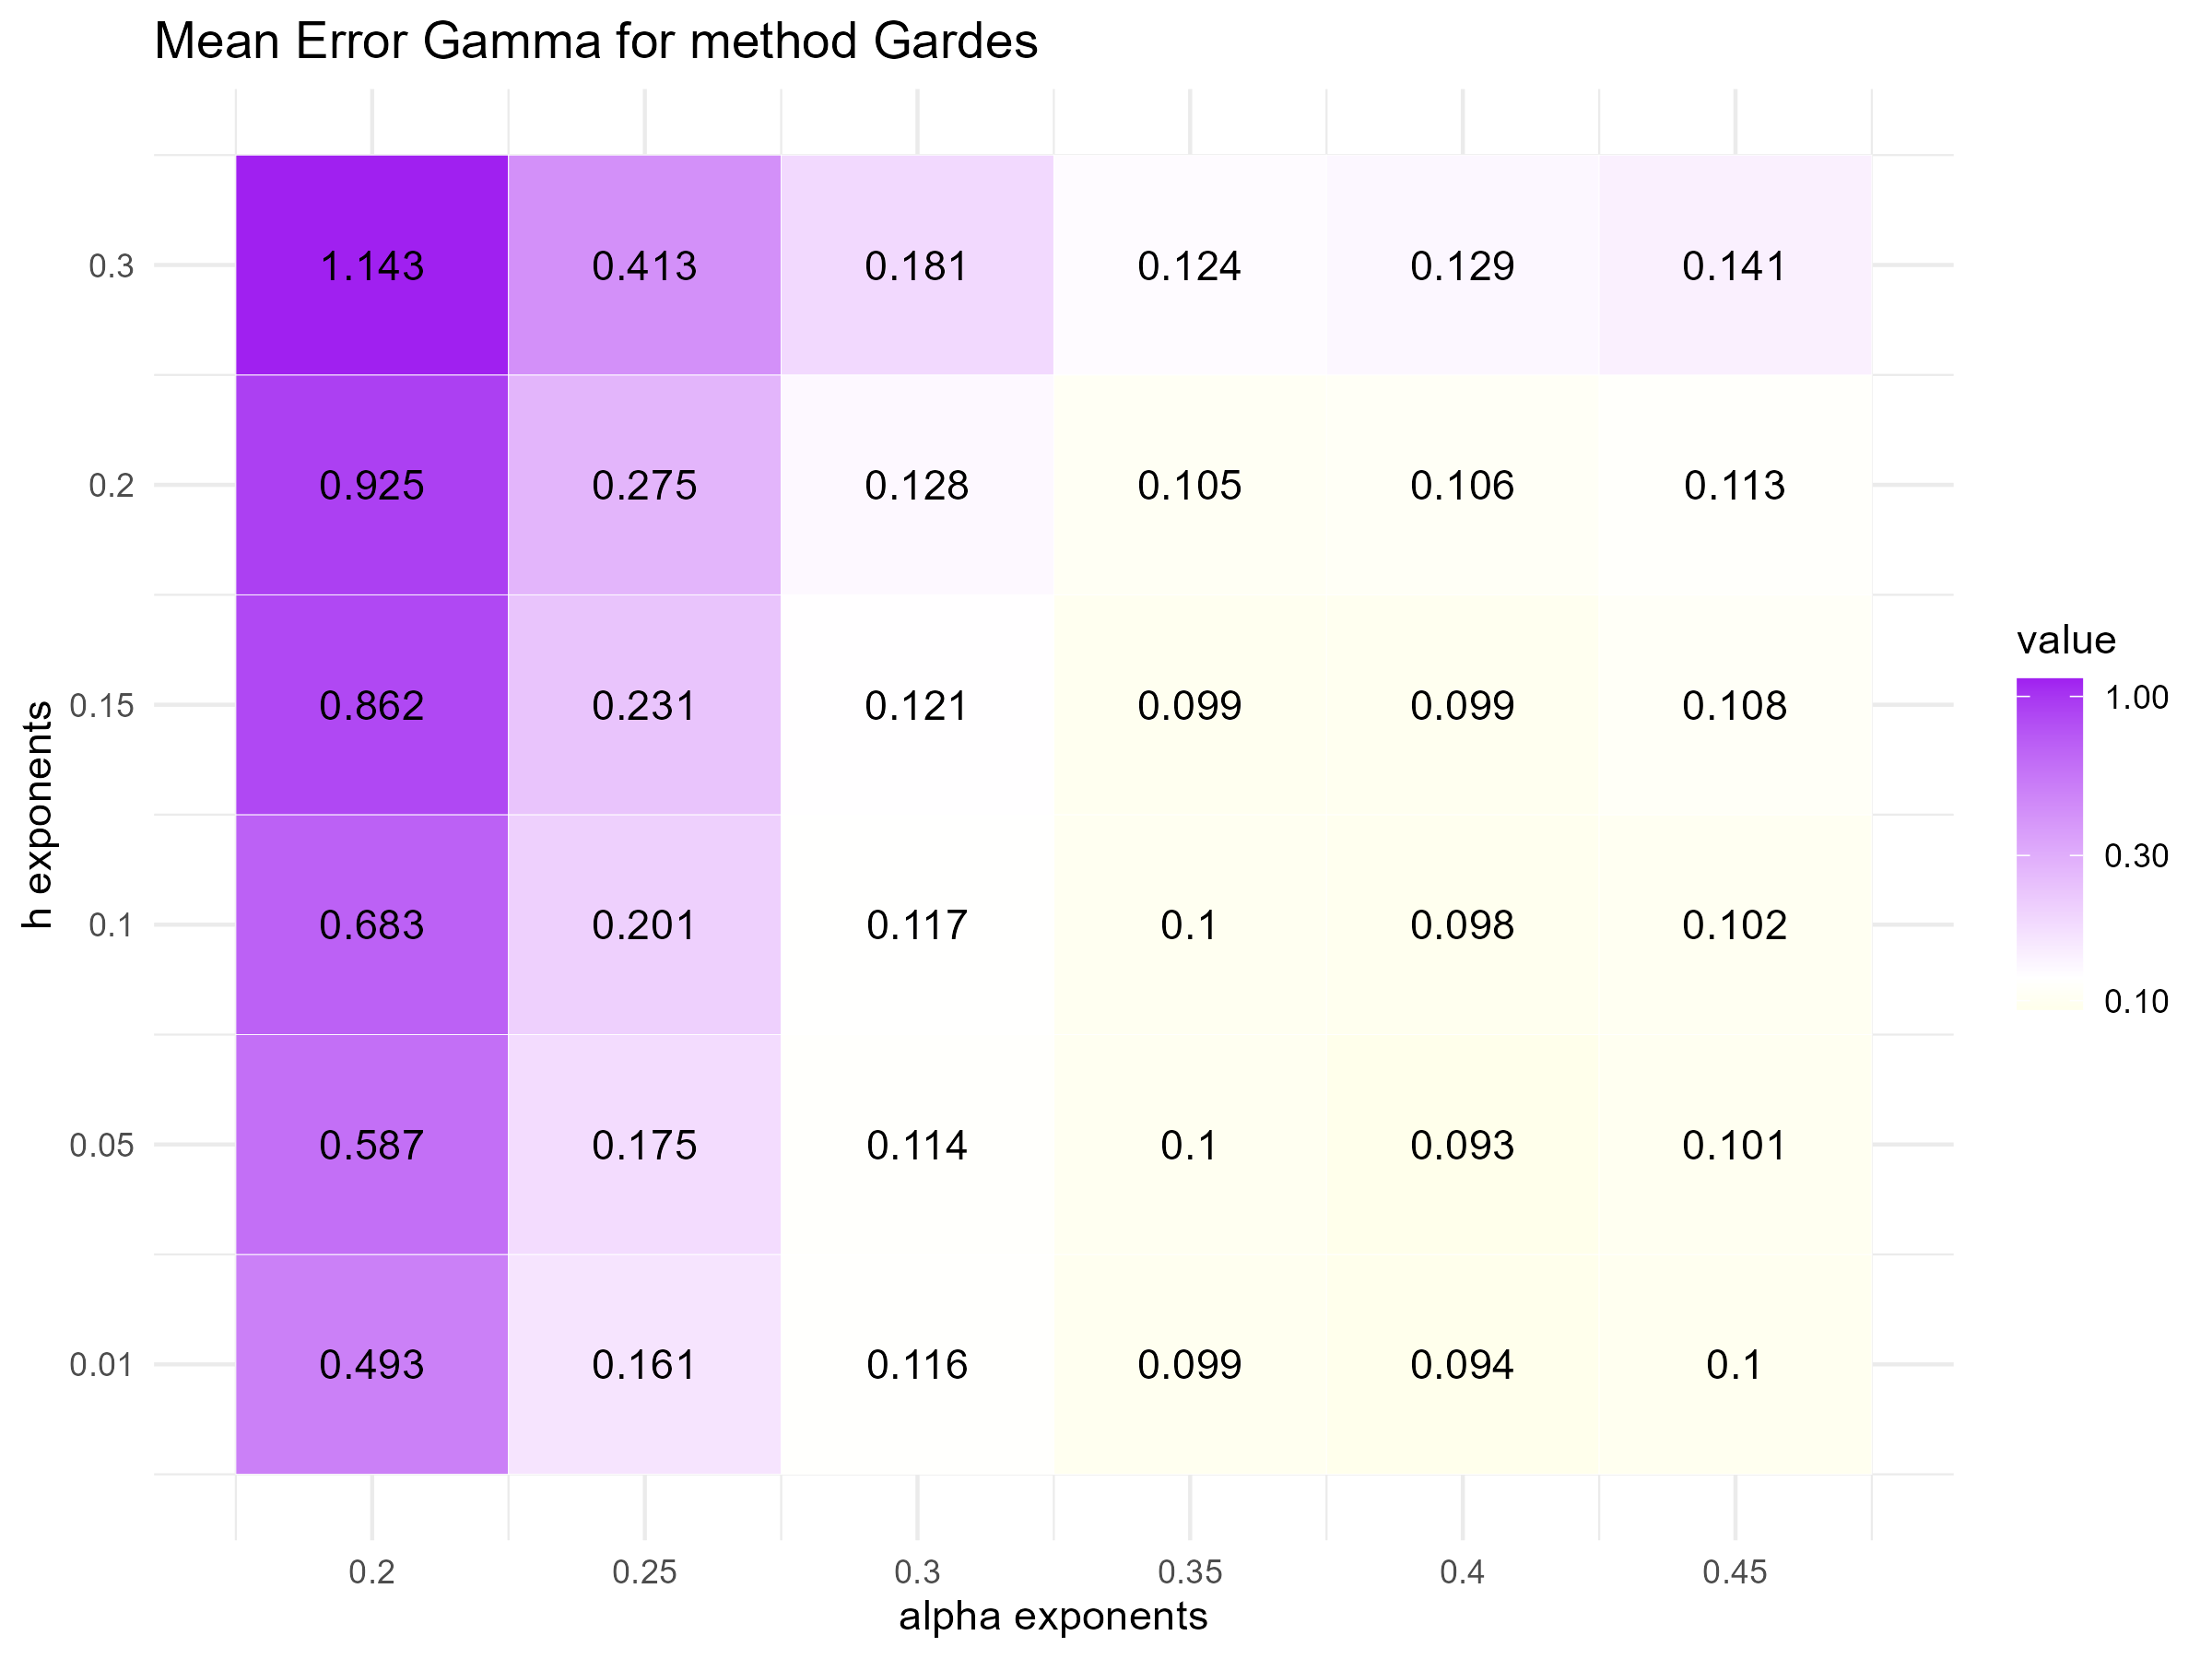 Mean Error Gamma for method Gardes
h exponents
0.3 1.143 0.413 0.181 0.124 0.129 0.141
0.2 0.925 0.275 0.128 0.105 0.106 0.113
0.15 0.862 0.231 0.121 0.099 0.099 0.108
0.1 0.683 0.201 0.117 0.1 0.098 0.102
0.05 0.587 0.175 0.114 0.1 0.093 0.101
0.01 0.493 0.161 0.116 0.099 0.094 0.1
0.2 0.25 0.3 0.35 0.4 0.45
alpha exponents
value
1.00
0.30
0.10